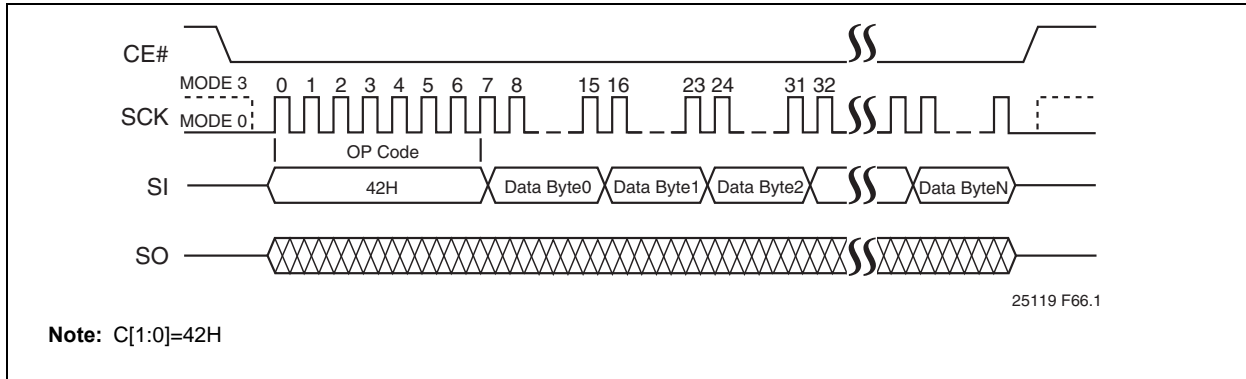 CE#
MODE 3
0 1 2 3 4 5 6 7 8 15 16 23 24 31 32
SCK
MODE 0
OP Code
SI 42H Data Byte0 Data Byte1 Data Byte2 Data ByteN
SO
25119 F66.1
Note: C[1:0]=42H